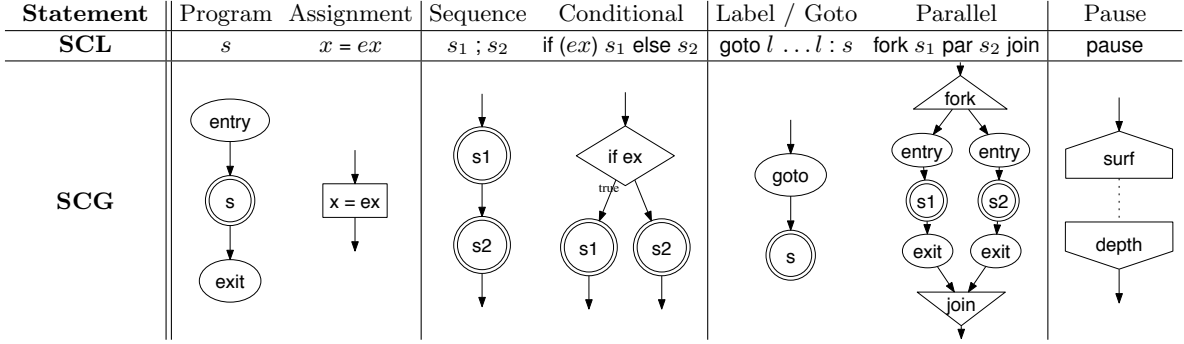 Statement Program Assignment Sequence Conditional Label / Goto Parallel Pause
SCL s x = ex s1 ; s2 if (ex) s1 else s2 goto l ...l : s fork s1 par s2 join pause
SCG
entry
s
exit
x = ex
s1
s2
if ex
true
s1
s2
goto
s
fork
entry entry
s1 s2
exit exit
join
surf
depth